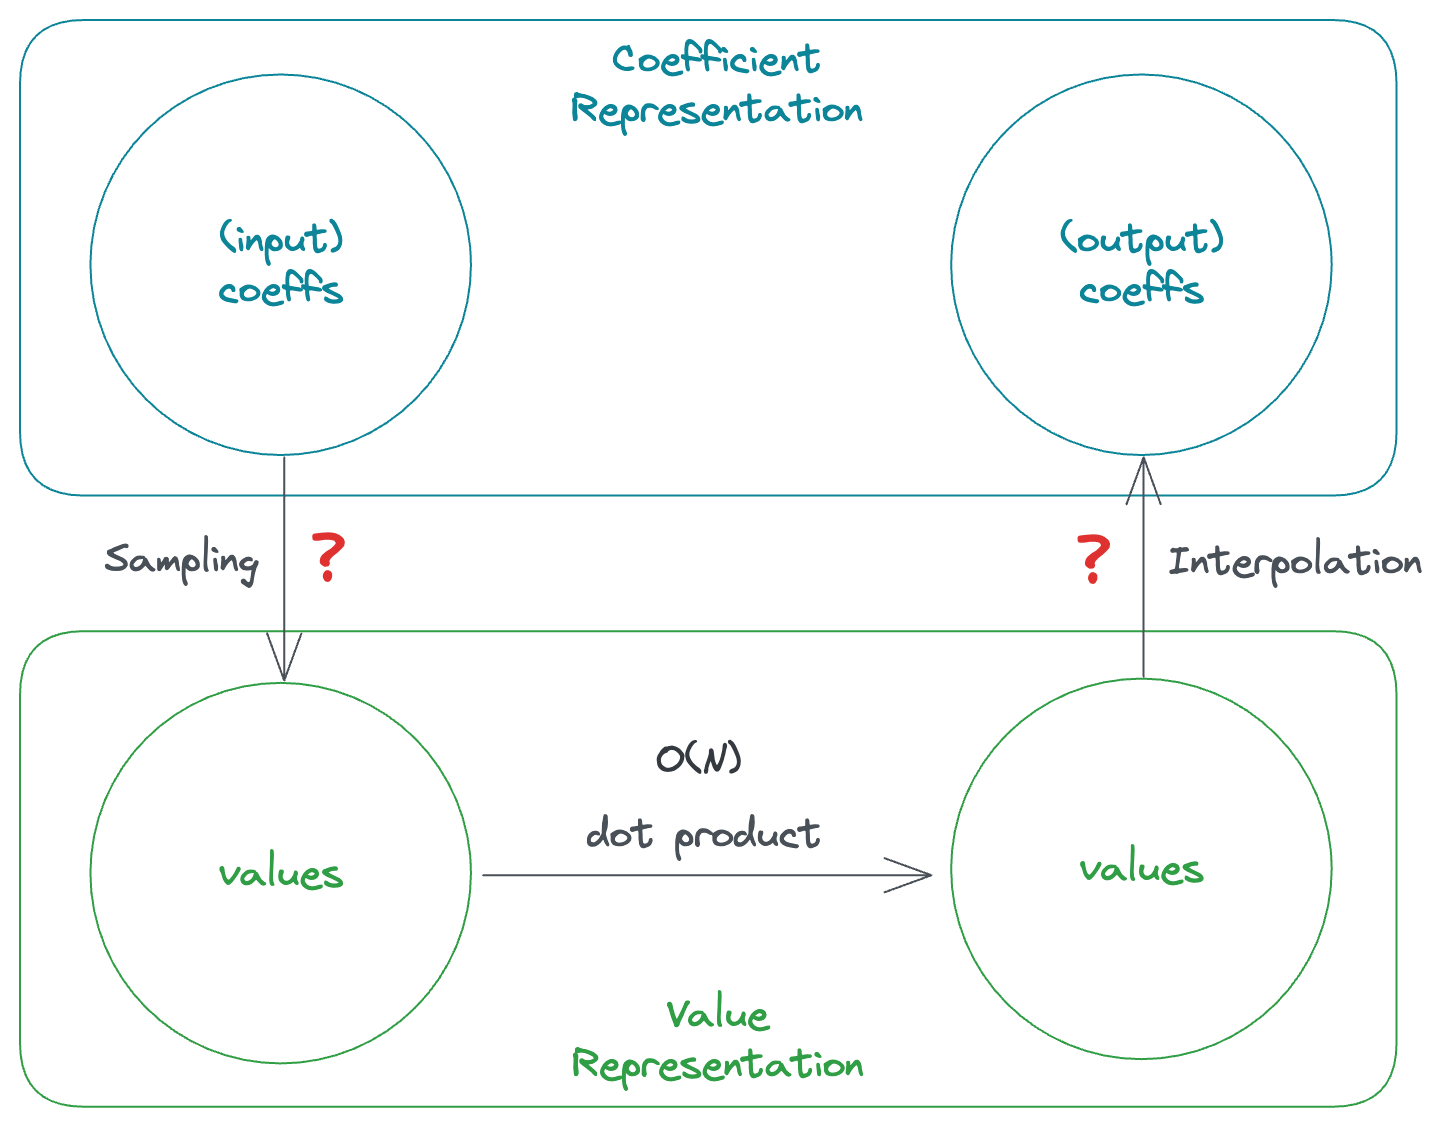 Coefficient
Representation
(input)
coeffs
(output)
coeffs
Sampling
?
?
Interpolation
O(N)
dot product
values
values
Value
Representation